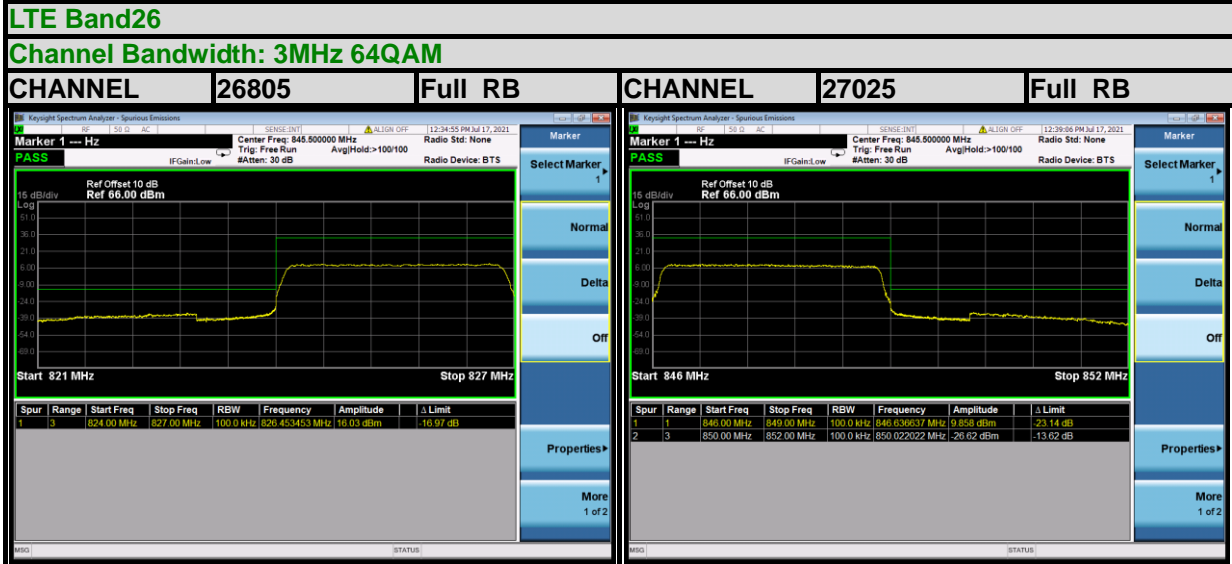 LTE Band26
Channel Bandwidth: 3MHz 64QAM
CHANNEL 26805 Full RB CHANNEL 27025 Full RB
Keysight Spectrum Analyzer - Spurious Emissions
RF 50 Ω AC SENSE:INT ALIGN OFF 12:34:55 PM Jul 17, 2021
Marker 1 --- Hz
Center Freq: 845.500000 MHz
Radio Std: None
Trig: Free Run Avg|Hold:>100/100
PASS
IFGain:Low #Atten: 30 dB Radio Device: BTS
Ref Offset 10 dB
15 dB/div Ref 66.00 dBm
Log
51.0
36.0
21.0
6.00
-9.00
-24.0
-39.0
-54.0
-69.0
Start 821 MHz Stop 827 MHz
Spur Range Start Freq Stop Freq RBW Frequency Amplitude Δ Limit
1 3 824.00 MHz 827.00 MHz 100.0 kHz 826.453453 MHz 16.03 dBm -16.97 dB
MSG STATUS
Marker
Select Marker
1
Normal
Delta
Off
Properties
More
1 of 2
Keysight Spectrum Analyzer - Spurious Emissions
RF 50 Ω AC SENSE:INT ALIGN OFF 12:39:06 PM Jul 17, 2021
Marker 1 --- Hz
Center Freq: 845.500000 MHz
Radio Std: None
Trig: Free Run Avg|Hold:>100/100
PASS
IFGain:Low #Atten: 30 dB Radio Device: BTS
Ref Offset 10 dB
15 dB/div Ref 66.00 dBm
Log
51.0
36.0
21.0
6.00
-9.00
-24.0
-39.0
-54.0
-69.0
Start 846 MHz Stop 852 MHz
Spur Range Start Freq Stop Freq RBW Frequency Amplitude Δ Limit
1 1 846.00 MHz 849.00 MHz 100.0 kHz 846.636637 MHz 9.858 dBm -23.14 dB
2 3 850.00 MHz 852.00 MHz 100.0 kHz 850.022022 MHz -26.62 dBm -13.62 dB
MSG STATUS
Marker
Select Marker
1
Normal
Delta
Off
Properties
More
1 of 2